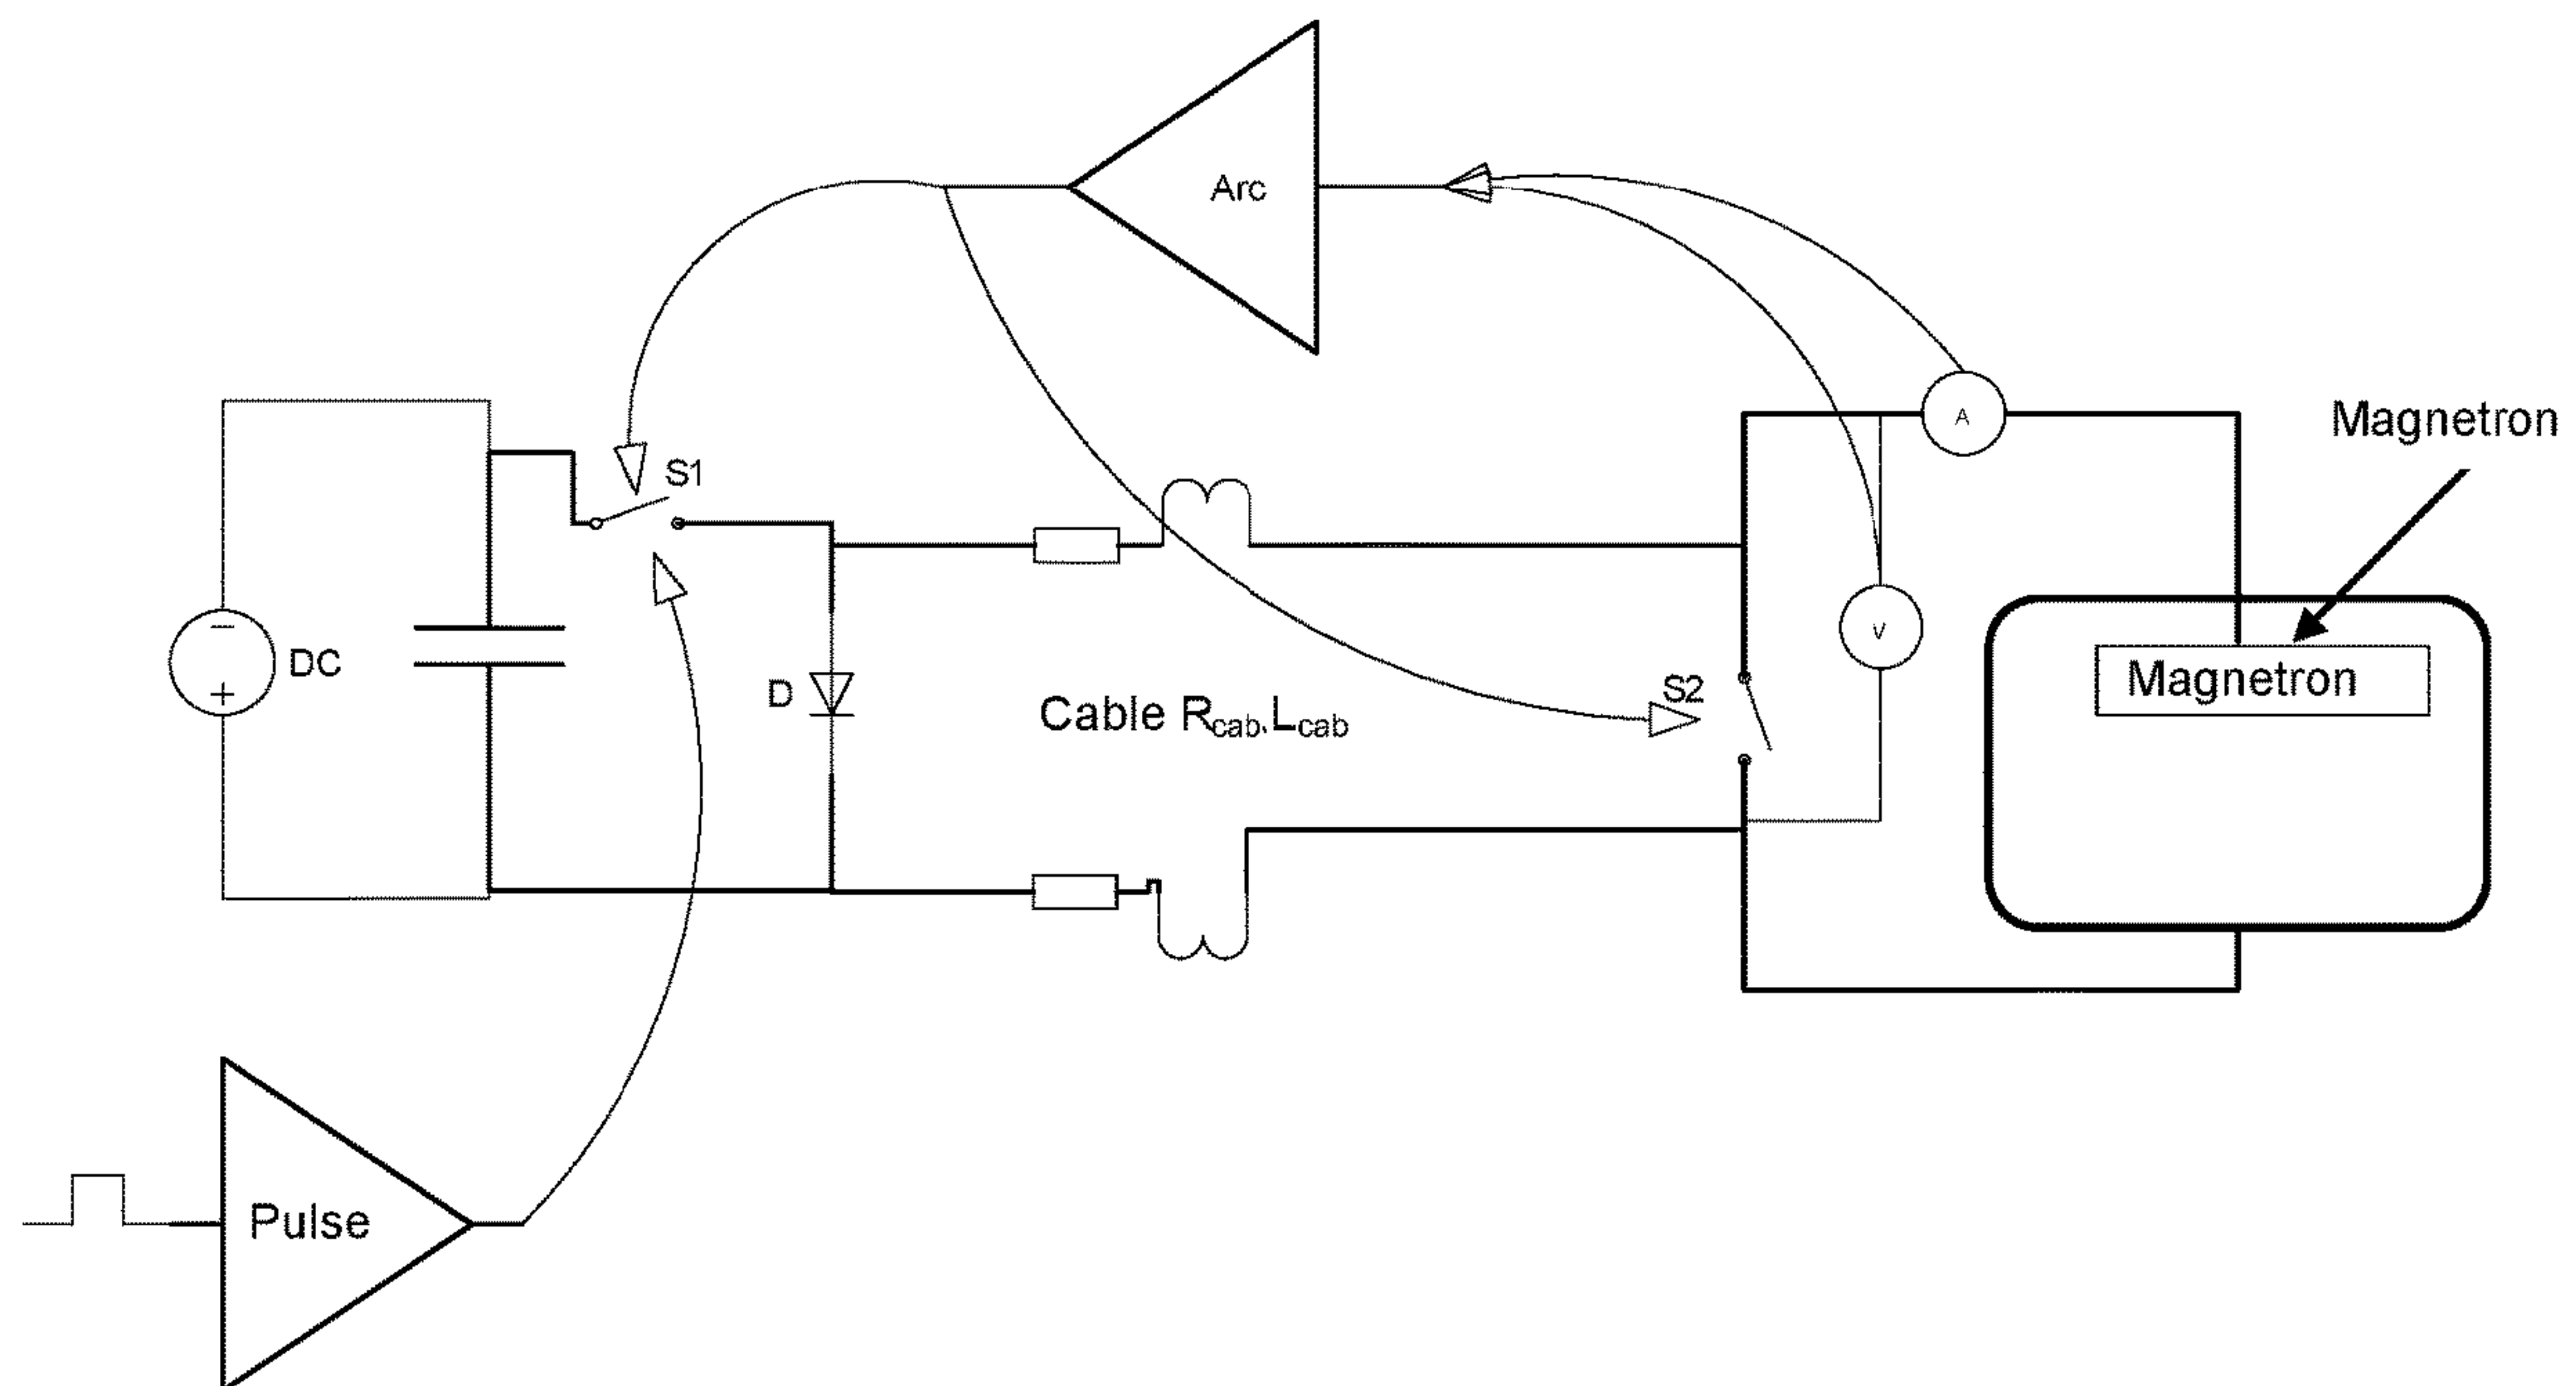 Arc
A
Magnetron
S1
−
DC
+
V
Magnetron
D
S2
Cable Rcab.Lcab
Pulse